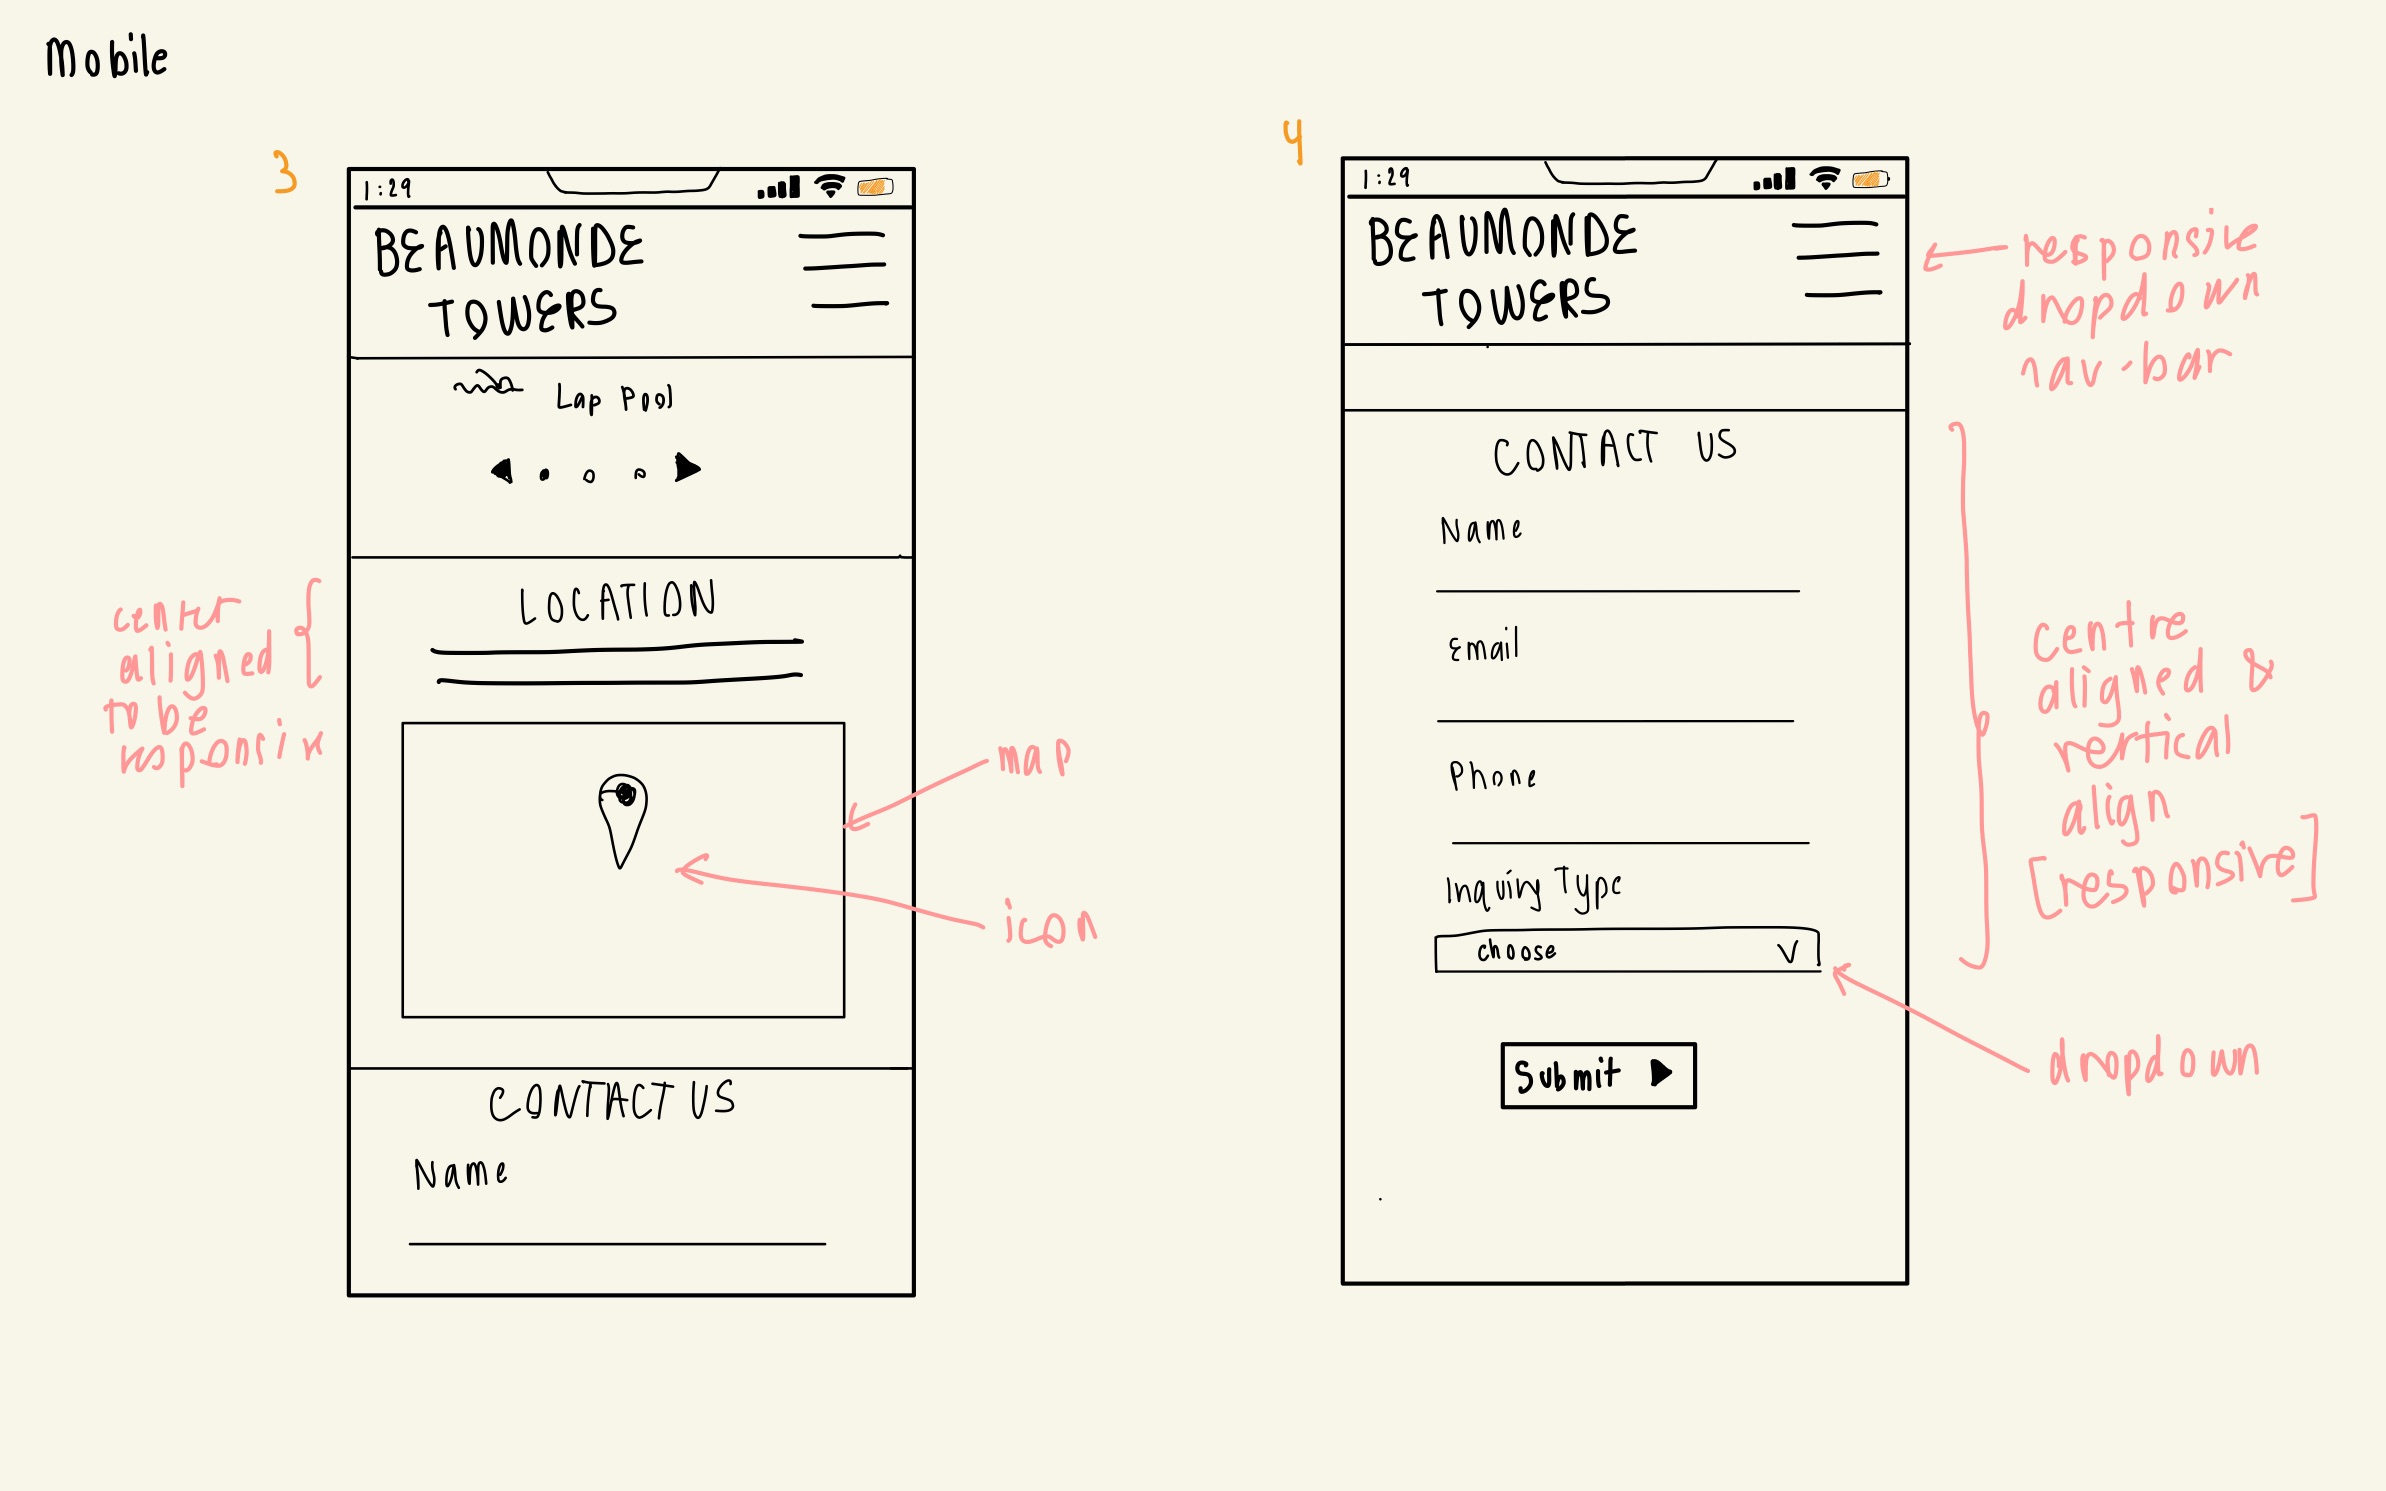 Mobile
3
1:29
BEAUMONDE
TOWERS
Lap Pool
LOCATION
center
aligned
to be
responsive
map
icon
CONTACT US
Name
4
1:29
BEAUMONDE
TOWERS
responsive
dropdown
nav-bar
CONTACT US
Name
Email
Phone
Inquiry Type
choose
Submit
Centre
aligned &
vertical
align
[responsive]
dropdown